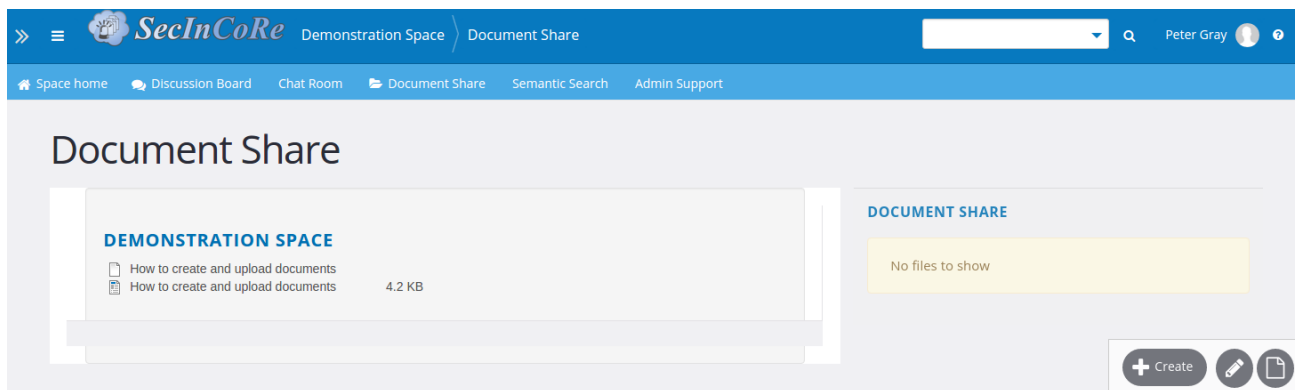 SecInCoRe Demonstration Space Document Share Peter Gray
Space home Discussion Board Chat Room Document Share Semantic Search Admin Support
Document Share
DEMONSTRATION SPACE
How to create and upload documents
How to create and upload documents 4.2 KB
DOCUMENT SHARE
No files to show
Create